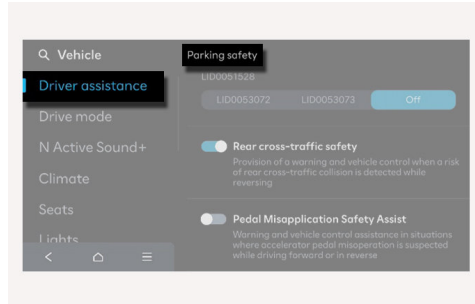 Vehicle
Parking safety
Driver assistance
Drive mode
N Active Sound+
Climate
Seats
Lights
LID0051528
LID0053072 LID0053073 Off
Rear cross-traffic safety
Provision of a warning and vehicle control when a risk
of rear cross-traffic collision is detected while
reversing
Pedal Misapplication Safety Assist
Warning and vehicle control assistance in situations
where accelerator pedal misoperation is suspected
while driving forward or in reverse